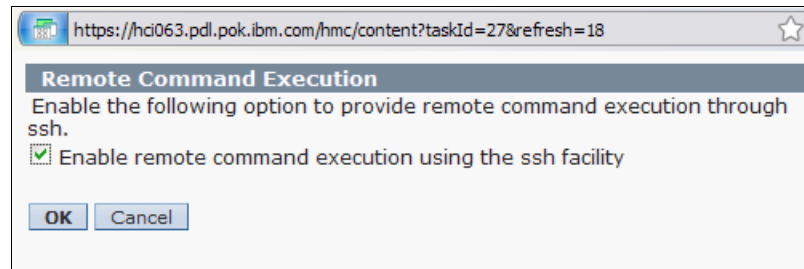 https://hci063.pdl.pok.ibm.com/hmc/content?taskId=27&refresh=18
Remote Command Execution
Enable the following option to provide remote command execution through
ssh.
Enable remote command execution using the ssh facility
OK Cancel